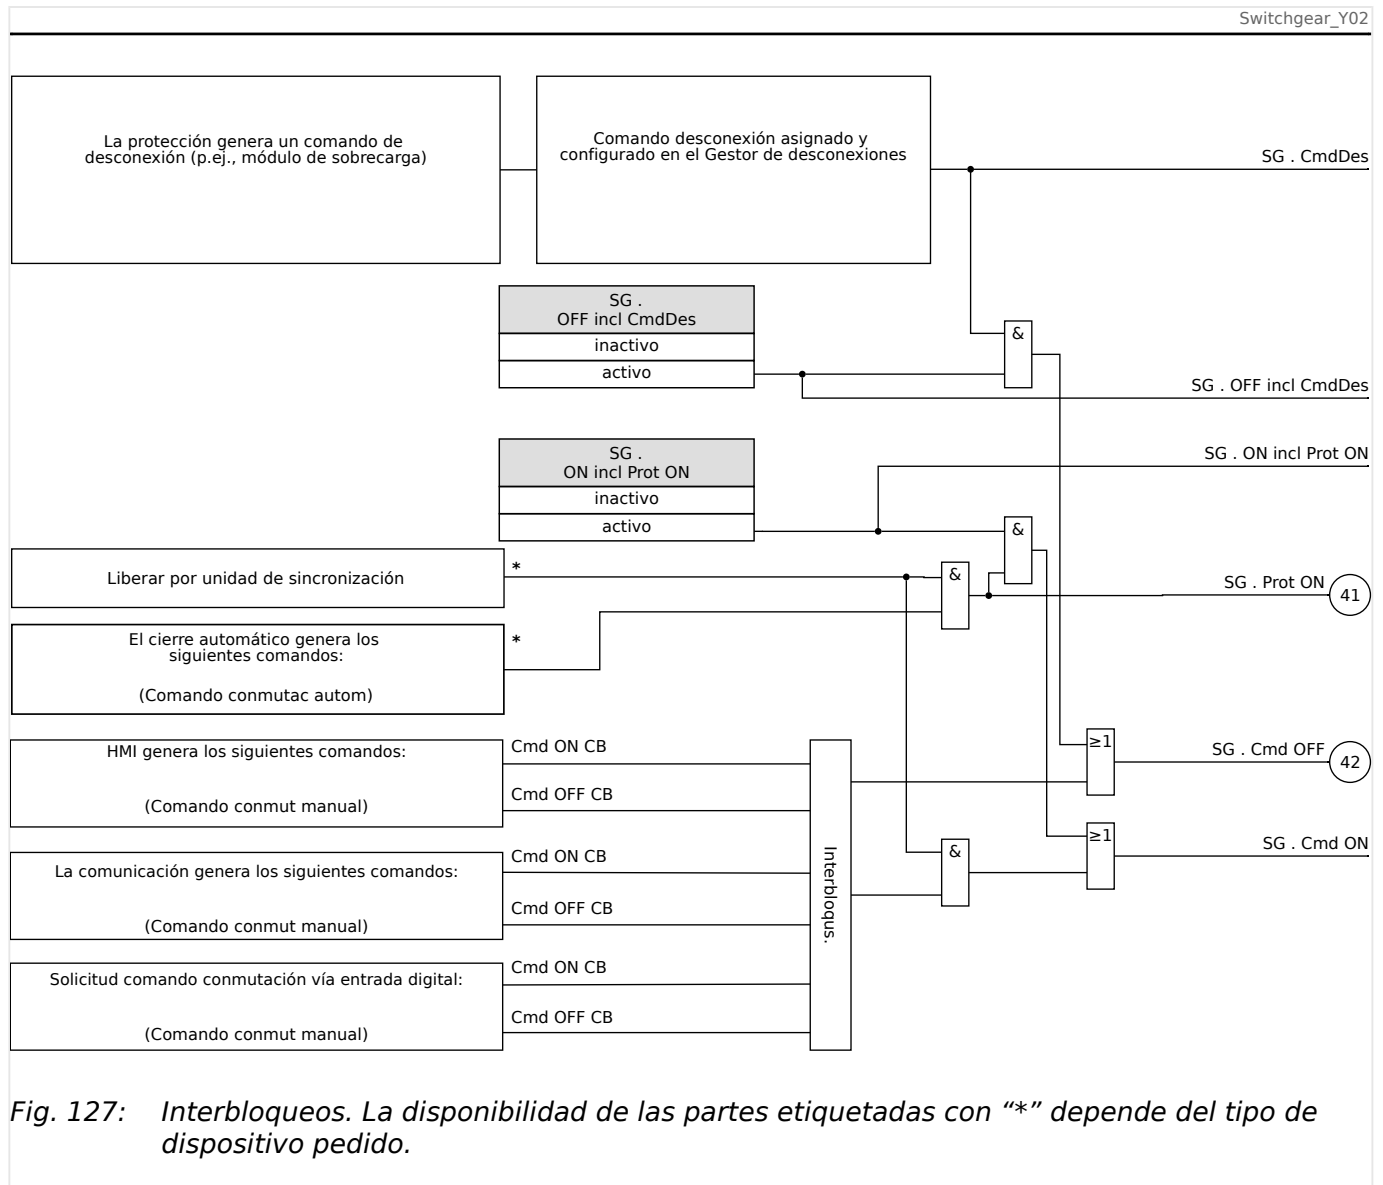 Switchgear_Y02
La protección genera un comando de
desconexión (p.ej., módulo de sobrecarga)
Comando desconexión asignado y
configurado en el Gestor de desconexiones
SG . CmdDes
SG .
OFF incl CmdDes
inactivo
activo
&
SG . OFF incl CmdDes
SG .
ON incl Prot ON
inactivo
activo
SG . ON incl Prot ON
&
Liberar por unidad de sincronización
*
&
SG . Prot ON
41
El cierre automático genera los
siguientes comandos:
(Comando conmutac autom)
*
HMI genera los siguientes comandos:
(Comando conmut manual)
Cmd ON CB
Cmd OFF CB
≥1
SG . Cmd OFF
42
La comunicación genera los siguientes comandos:
(Comando conmut manual)
Cmd ON CB
Cmd OFF CB
Interbloqus.
&
≥1
SG . Cmd ON
Solicitud comando conmutación vía entrada digital:
(Comando conmut manual)
Cmd ON CB
Cmd OFF CB
Fig. 127: Interbloqueos. La disponibilidad de las partes etiquetadas con “*” depende del tipo de
dispositivo pedido.